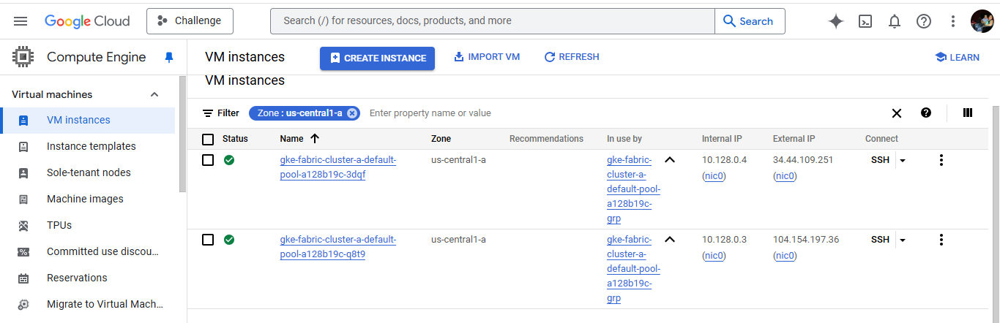 Google Cloud
Challenge
Search (/) for resources, docs, products, and more
Search
Compute Engine
VM instances
CREATE INSTANCE
IMPORT VM
REFRESH
LEARN
Virtual machines
VM instances
Instance templates
Sole-tenant nodes
Machine images
TPUs
Committed use discou...
Reservations
Migrate to Virtual Mach...
VM instances
Filter
Zone : us-central1-a
Enter property name or value
Status Name Zone Recommendations In use by Internal IP External IP Connect
gke-fabric-cluster-a-default-
pool-a128b19c-3dqf
us-central1-a
gke-fabric-
cluster-a-
default-pool-
a128b19c-
grp
10.128.0.4
(nic0)
34.44.109.251
(nic0)
SSH
gke-fabric-cluster-a-default-
pool-a128b19c-q8t9
us-central1-a
gke-fabric-
cluster-a-
default-pool-
a128b19c-
grp
10.128.0.3
(nic0)
104.154.197.36
(nic0)
SSH